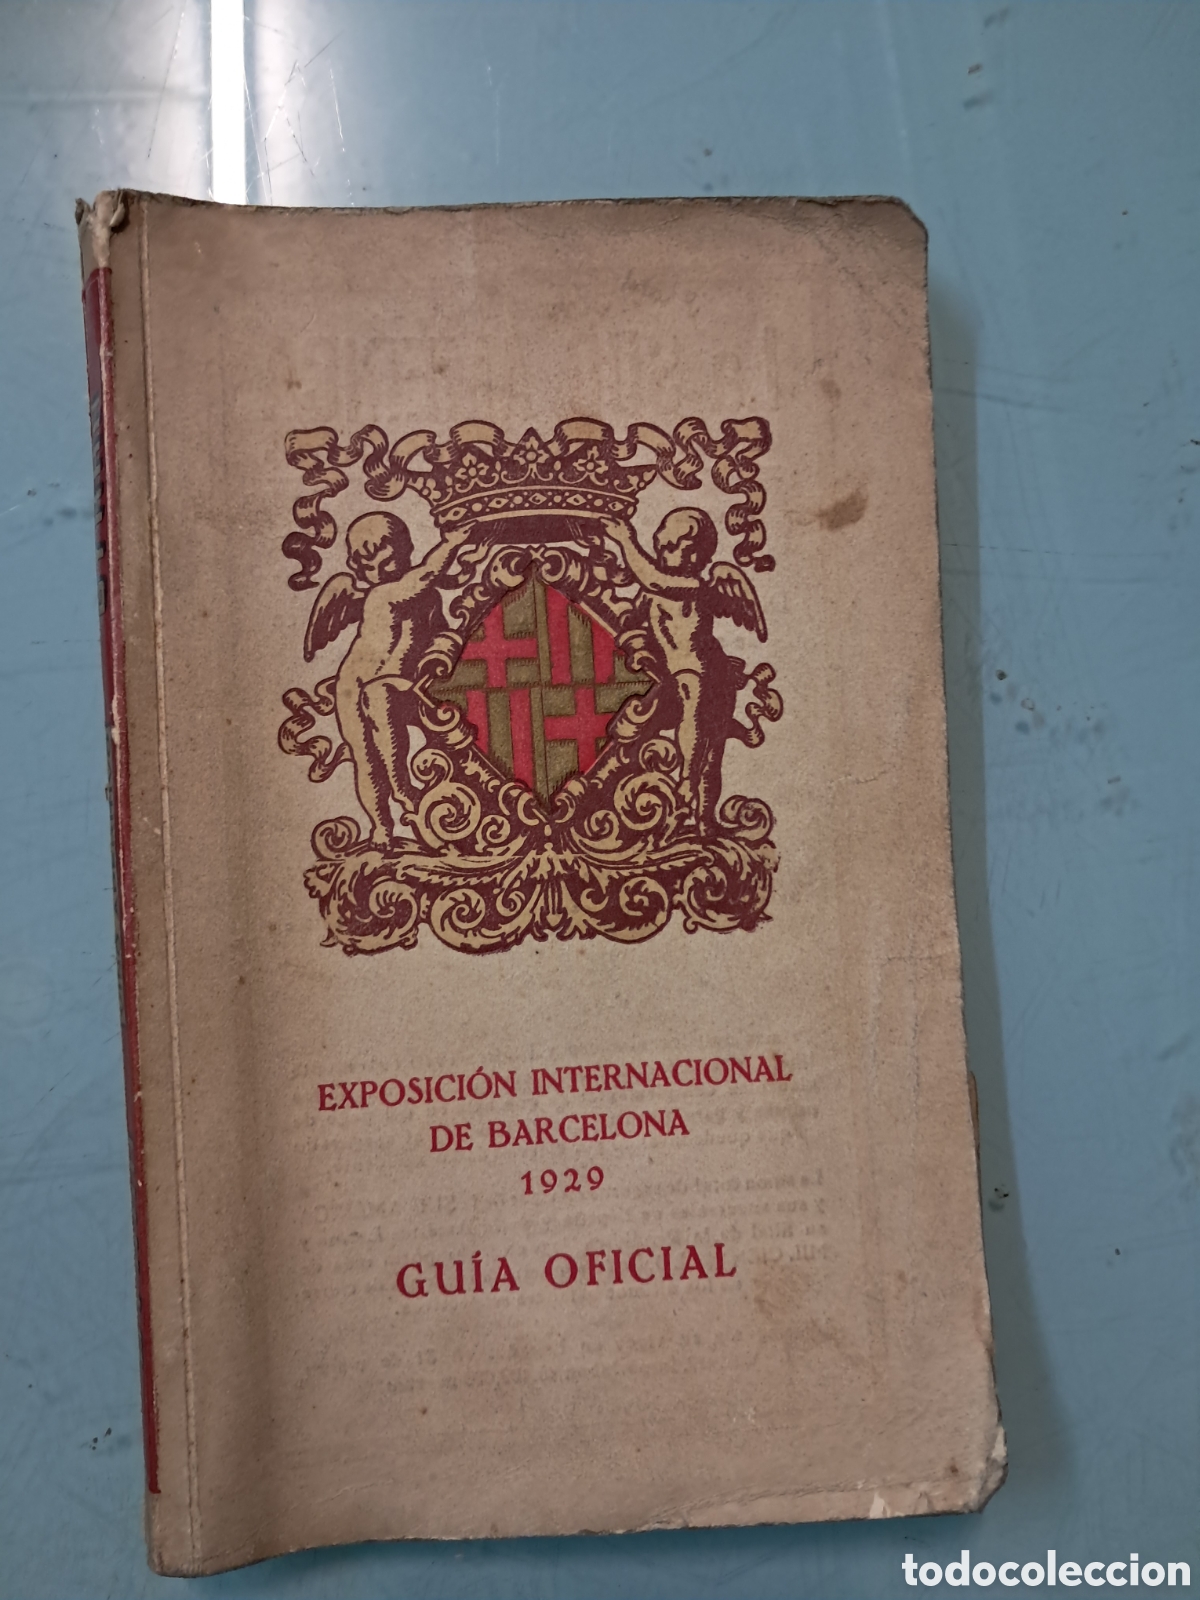 EXPOSICIÓN INTERNACIONAL
DE BARCELONA
1929
GUÍA OFICIAL
todocoleccion